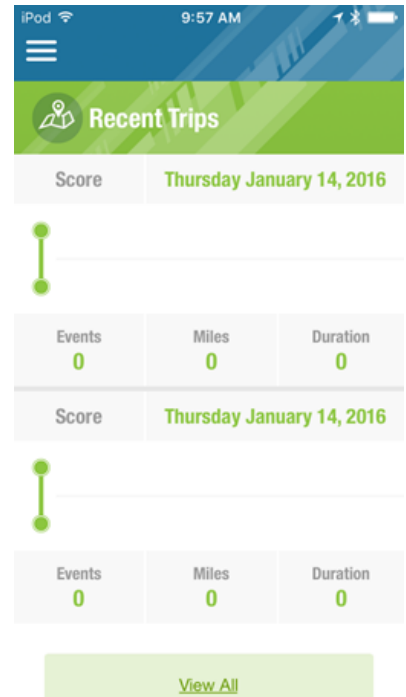 iPod 9:57 AM
Recent Trips
Score Thursday January 14, 2016
Events Miles Duration
0 0 0
Score Thursday January 14, 2016
Events Miles Duration
0 0 0
View All